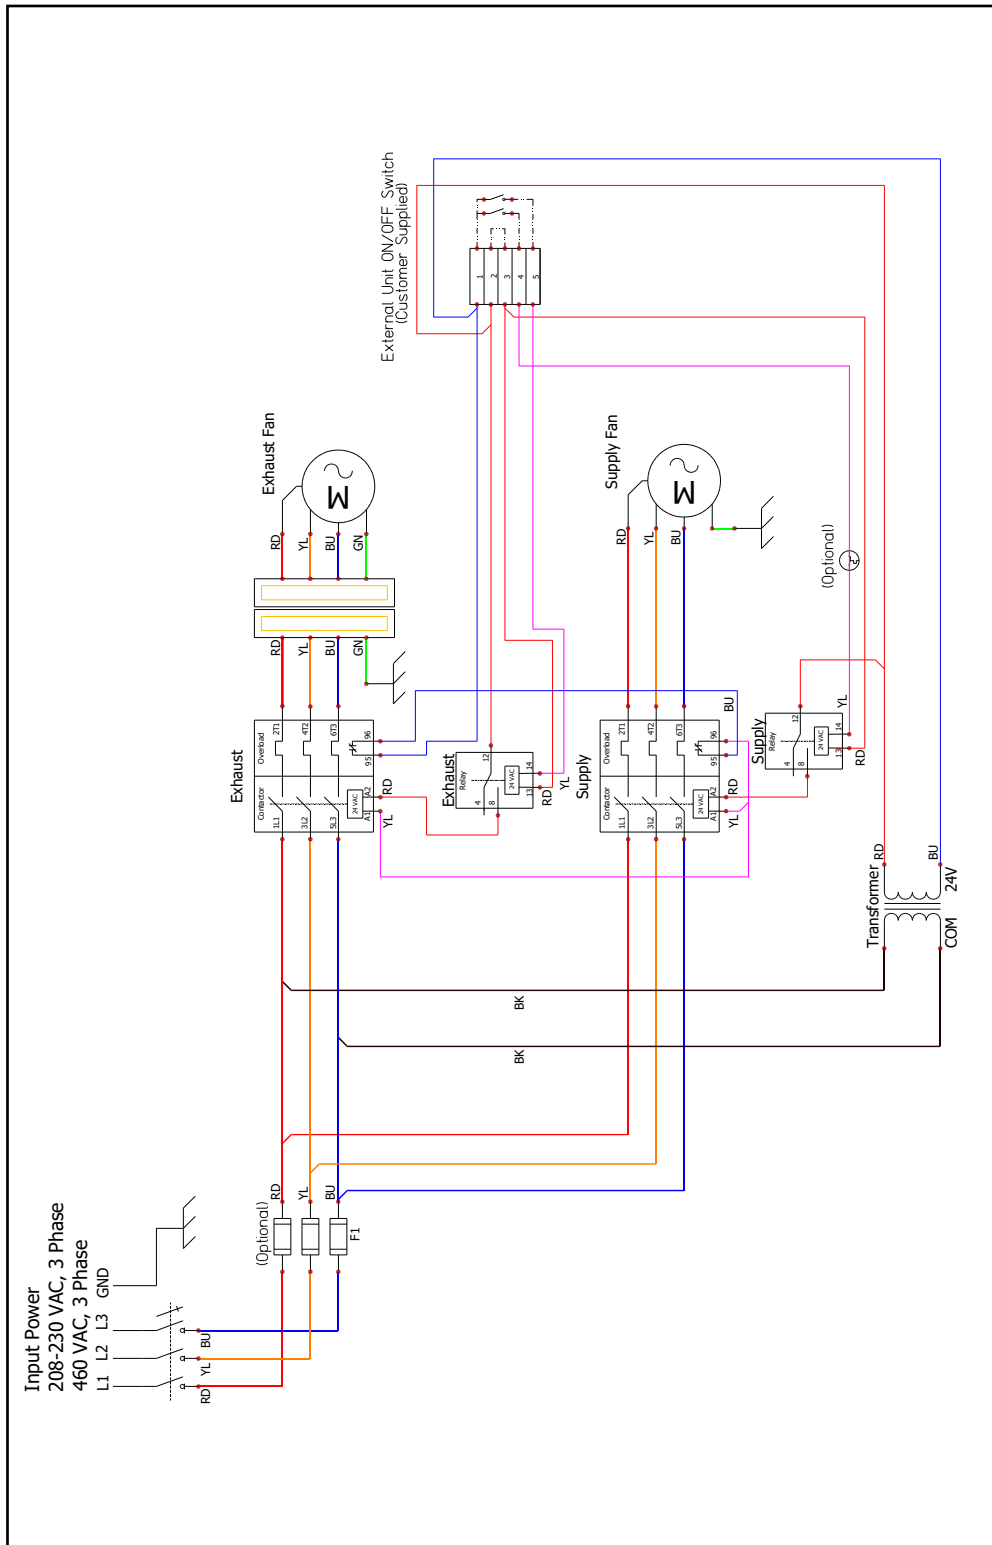 Input Power
208-230 VAC, 3 Phase
460 VAC, 3 Phase
L1 L2 L3 GND
RD YL BU
(Optional)
RD YL BU
F1
BK
BK
Transformer
COM
24V
RD
BU
Exhaust
Contactor
Overload
1L1
3L2
5L3
2T1
4T2
6T3
24 VAC
A1 A2
95 96
YL RD
Exhaust
Relay
4
8
12
24 VAC
13 14
RD
YL
Supply
Contactor
Overload
1L1
3L2
5L3
2T1
4T2
6T3
24 VAC
A1 A2
95 96
YL RD
BU
Supply
Relay
4
8
12
24 VAC
13 14
RD
YL
RD YL BU GN
RD YL BU GN
Exhaust Fan
M
RD YL BU
Supply Fan
M
(Optional)
External Unit ON/OFF Switch
(Customer Supplied)
1
2
3
4
5